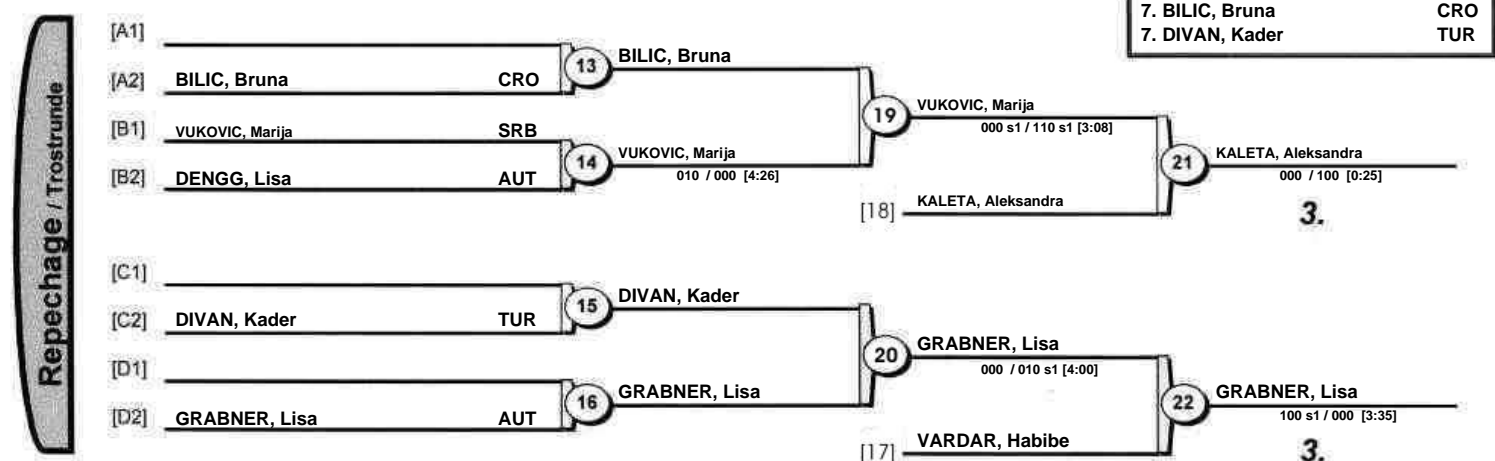 7. BILIC, Bruna CRO
7. DIVAN, Kader TUR
Repechage / Trostrunde
[A1]
[A2] BILIC, Bruna CRO
13 BILIC, Bruna
[B1] VUKOVIC, Marija SRB
[B2] DENGG, Lisa AUT
14 VUKOVIC, Marija
010 / 000 [4:26]
19 VUKOVIC, Marija
000 s1 / 110 s1 [3:08]
[18] KALETA, Aleksandra
21 KALETA, Aleksandra
000 / 100 [0:25]
3.
[C1]
[C2] DIVAN, Kader TUR
15 DIVAN, Kader
[D1]
[D2] GRABNER, Lisa AUT
16 GRABNER, Lisa
20 GRABNER, Lisa
000 / 010 s1 [4:00]
[17] VARDAR, Habibe
22 GRABNER, Lisa
100 s1 / 000 [3:35]
3.